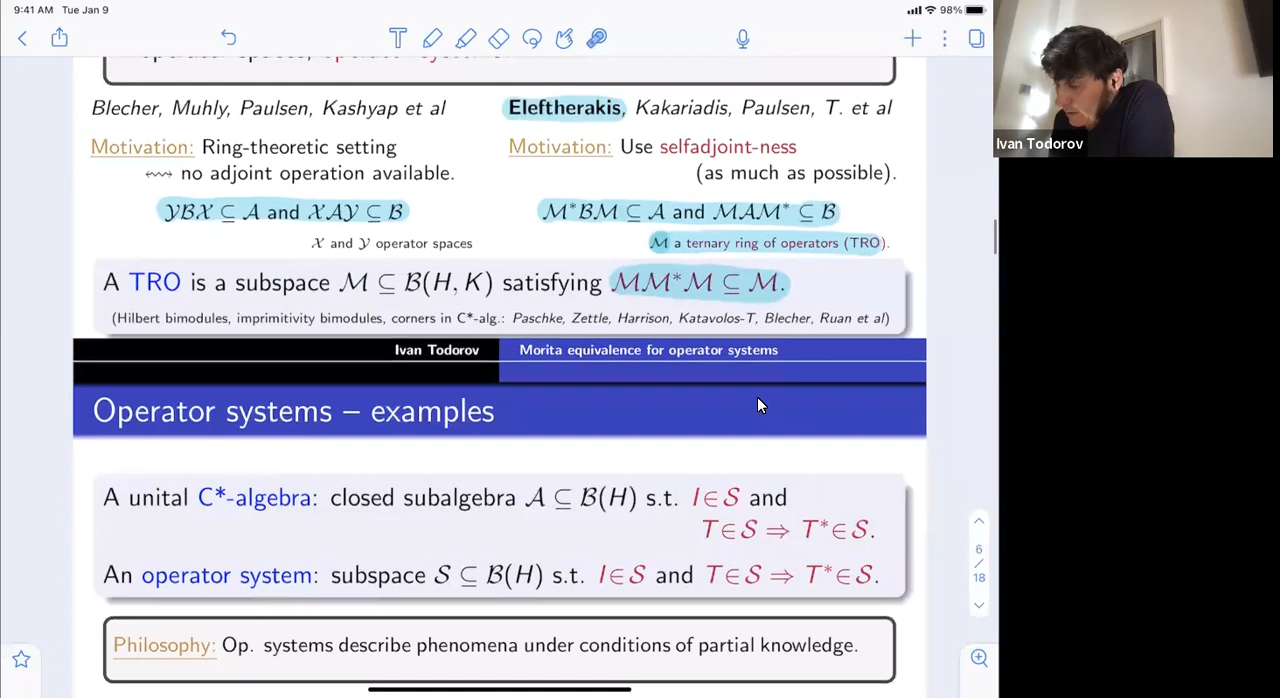 9:41 AM Tue Jan 9
98%
operator spaces, operator systems.
Blecher, Muhly, Paulsen, Kashyap et al
Eleftherakis, Kakariadis, Paulsen, T. et al
Motivation: Ring-theoretic setting
⇝ no adjoint operation available.
Motivation: Use selfadjoint-ness
(as much as possible).
𝒴ℬ𝒳 ⊆ 𝒜 and 𝒳𝒜𝒴 ⊆ ℬ
ℳ*ℬℳ ⊆ 𝒜 and ℳ𝒜ℳ* ⊆ ℬ
𝒳 and 𝒴 operator spaces
ℳ a ternary ring of operators (TRO).
A TRO is a subspace ℳ ⊆ ℬ(H, K) satisfying ℳℳ*ℳ ⊆ ℳ.
(Hilbert bimodules, imprimitivity bimodules, corners in C*-alg.: Paschke, Zettle, Harrison, Katavolos-T, Blecher, Ruan et al)
Ivan Todorov
Morita equivalence for operator systems
Operator systems – examples
A unital C*-algebra: closed subalgebra 𝒜 ⊆ ℬ(H) s.t. I∈𝒮 and
T∈𝒮 ⇒ T*∈𝒮.
An operator system: subspace 𝒮 ⊆ ℬ(H) s.t. I∈𝒮 and T∈𝒮 ⇒ T*∈𝒮.
Philosophy: Op. systems describe phenomena under conditions of partial knowledge.
6
/
18
Ivan Todorov